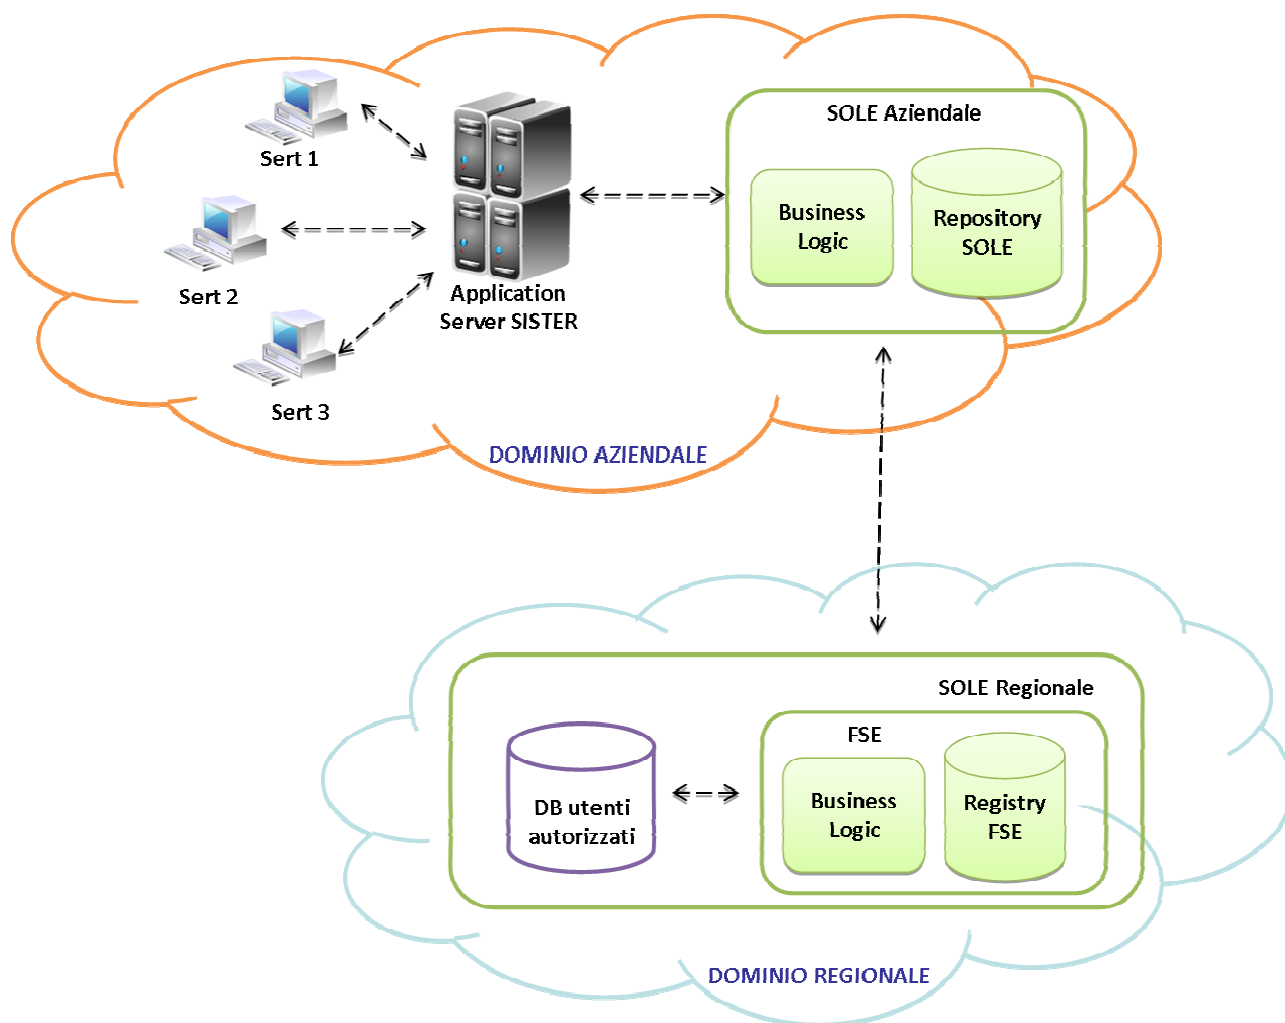 SOLE Aziendale
Sert 1
Business
Logic
Repository
SOLE
Sert 2
Application
Server SISTER
Sert 3
DOMINIO AZIENDALE
SOLE Regionale
FSE
DB utenti
autorizzati
Business
Logic
Registry
FSE
DOMINIO REGIONALE